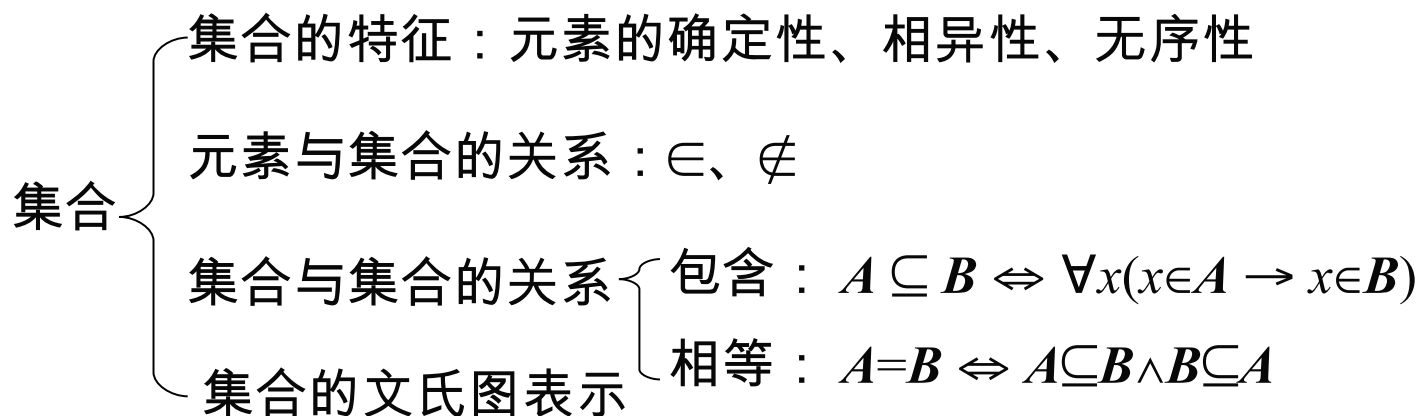 集合的特征：元素的确定性、相异性、无序性
元素与集合的关系：∈、∉
集合
集合与集合的关系
包含： A ⊆ B ⇔ ∀x(x∈A → x∈B)
相等： A=B ⇔ A⊆B∧B⊆A
集合的文氏图表示